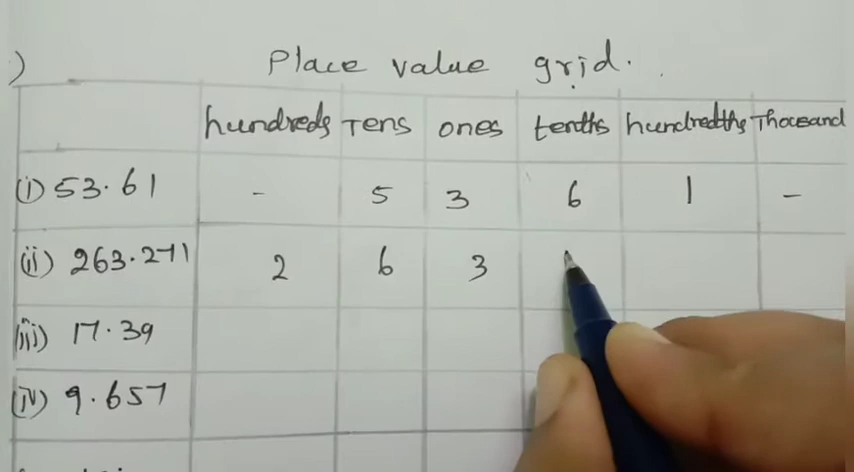 )
Place value grid.
hundreds Tens ones tenths hundredths Thousand
(i) 53.61 - 5 3 6 1 -
(ii) 263.271 2 6 3
(iii) 17.39
(iv) 9.657